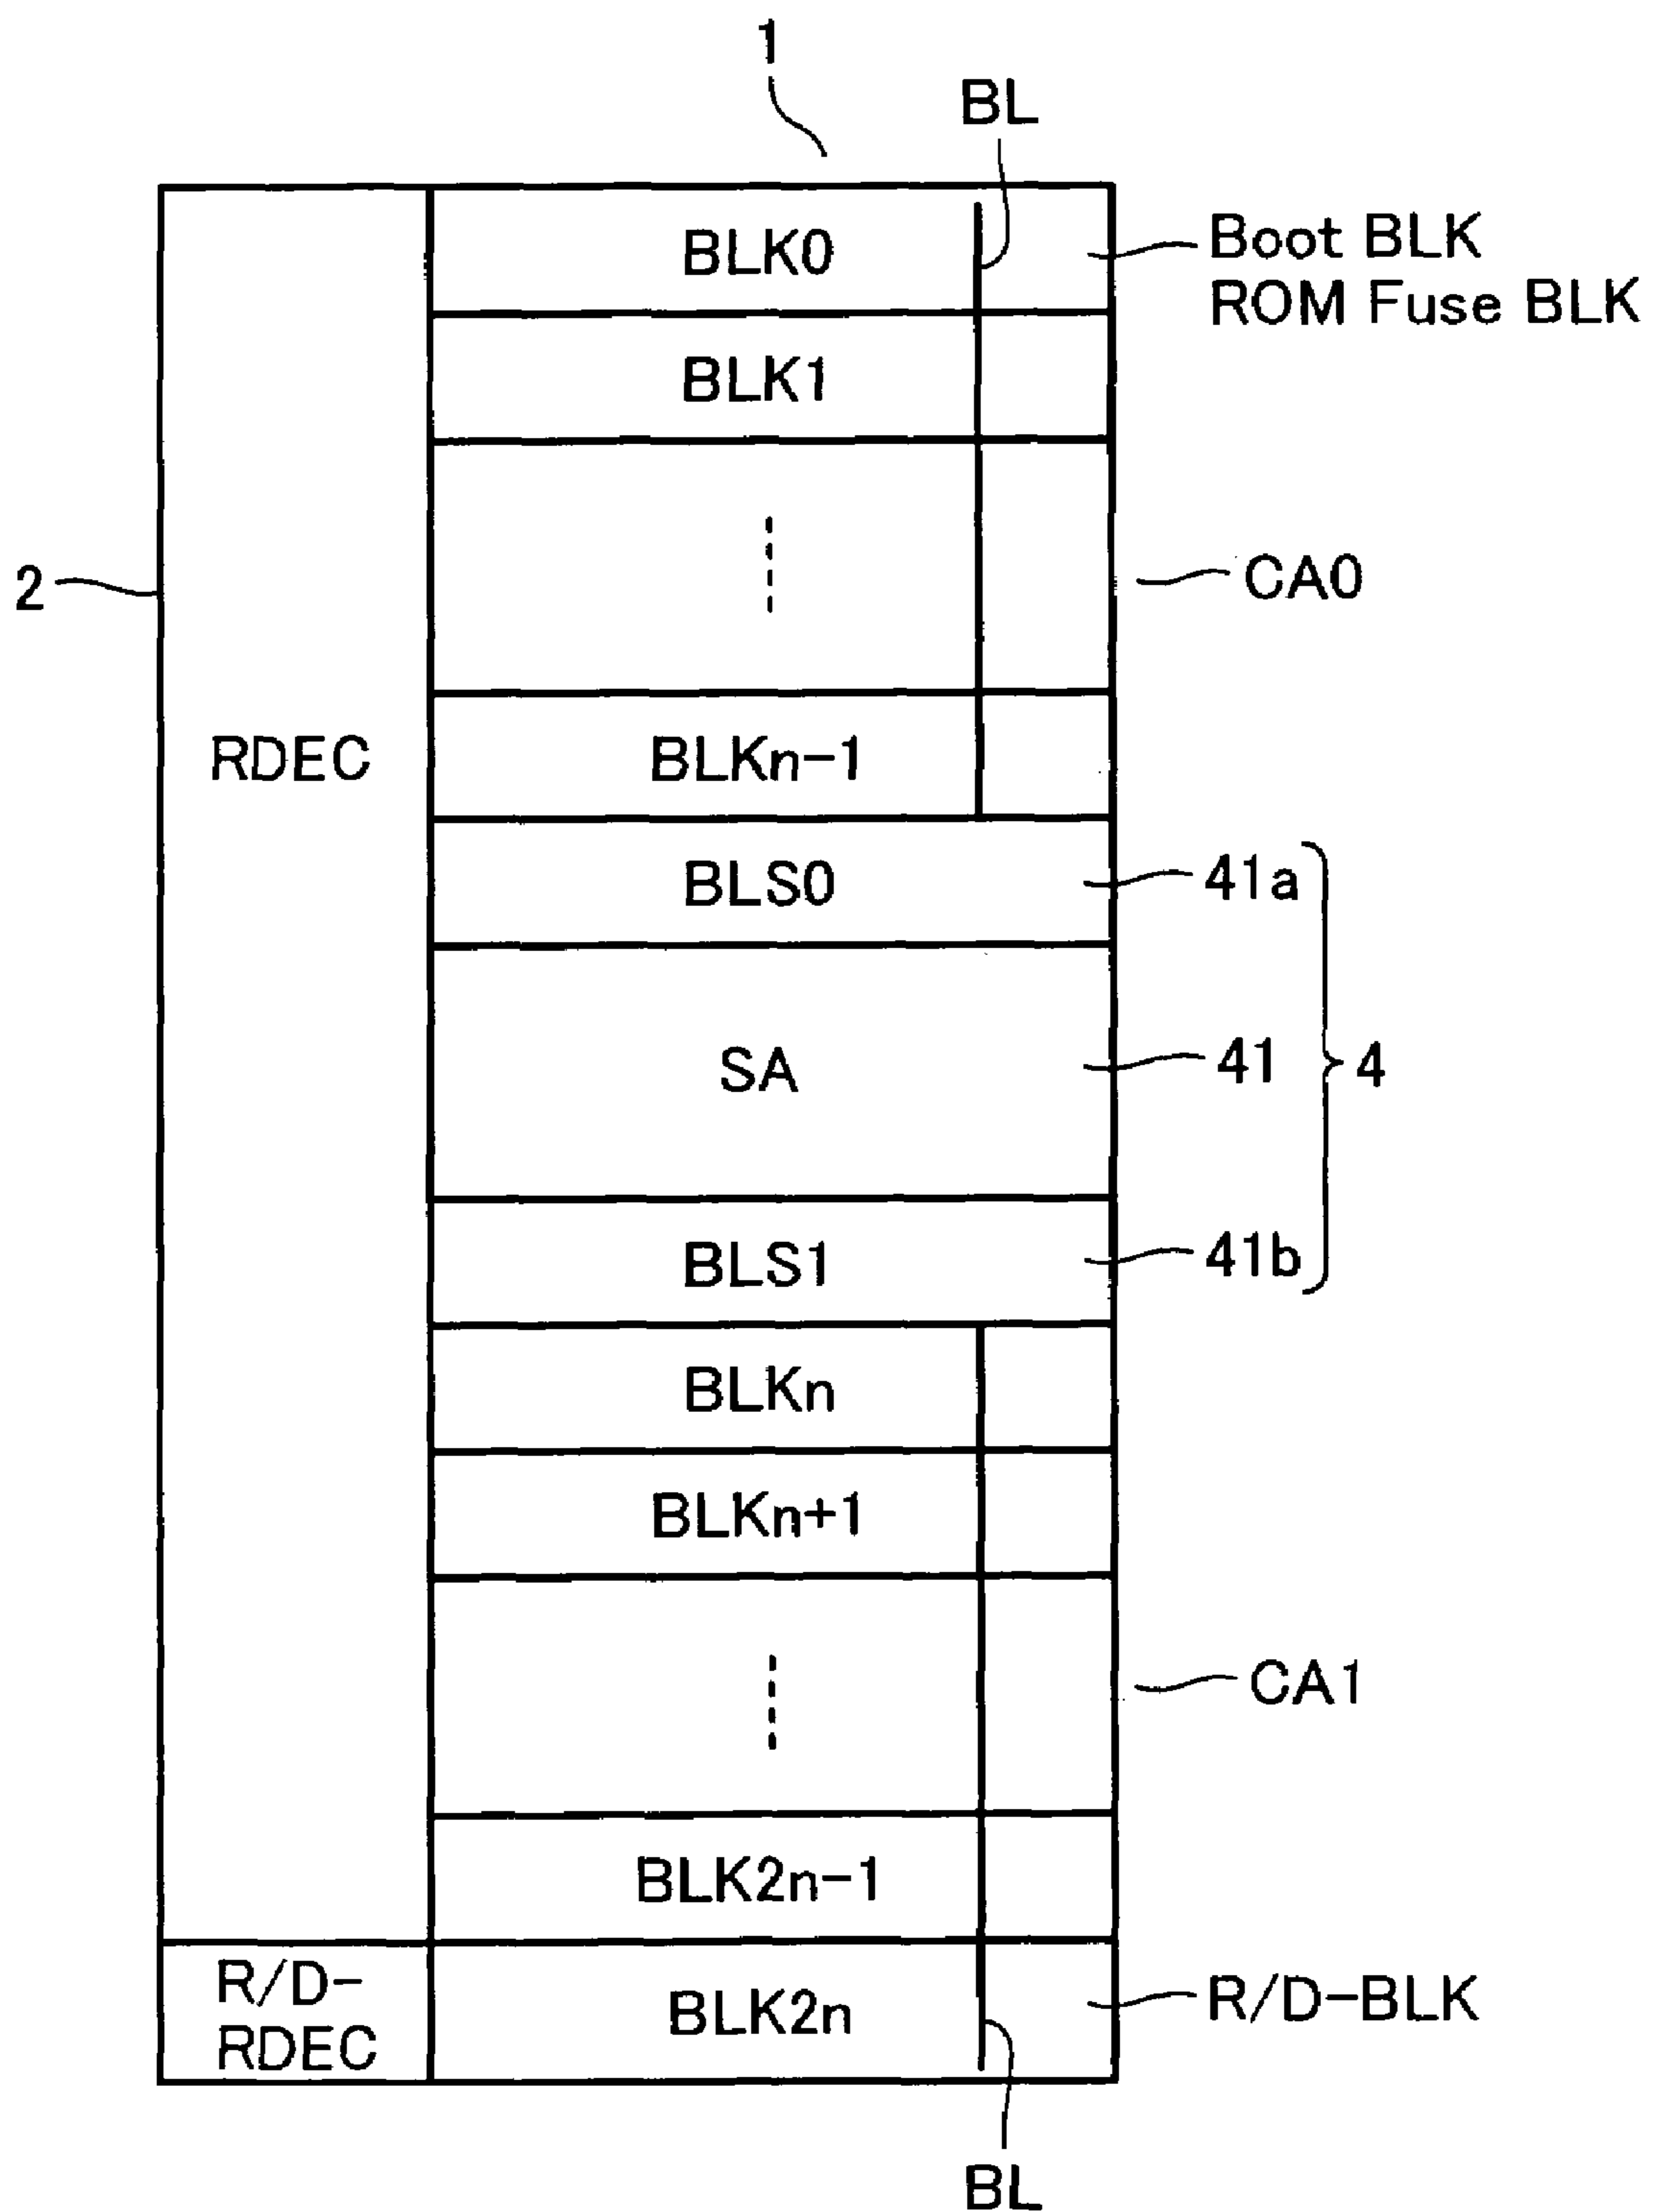 1
BL
BLK0
Boot BLK
ROM Fuse BLK
BLK1
2
CA0
RDEC
BLKn-1
BLS0
41a
SA
41
4
BLS1
41b
BLKn
BLKn+1
CA1
BLK2n-1
R/D-
RDEC
BLK2n
R/D-BLK
BL